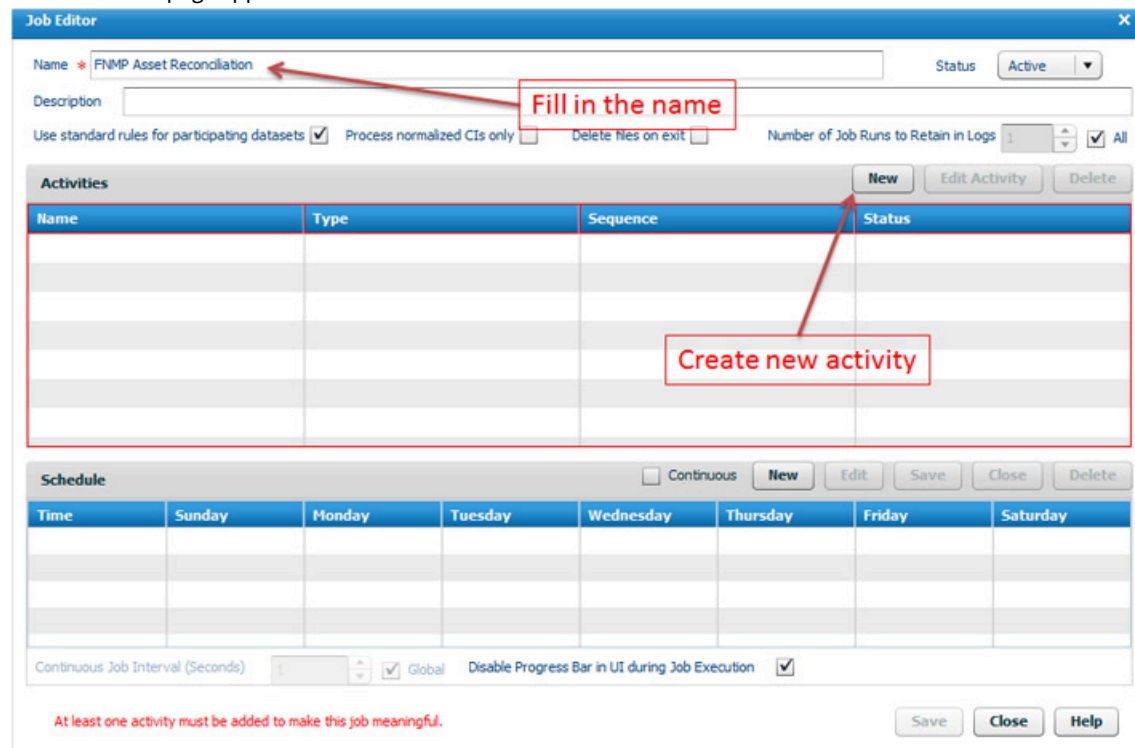 Job Editor ×
Name * FNMP Asset Reconciliation Status Active
Fill in the name
Description
Use standard rules for participating datasets Process normalized CIs only Delete files on exit Number of Job Runs to Retain in Logs 1 All
Activities New Edit Activity Delete
Name Type Sequence Status
Create new activity
Schedule Continuous New Edit Save Close Delete
Time Sunday Monday Tuesday Wednesday Thursday Friday Saturday
Continuous Job Interval (Seconds) 1 Global Disable Progress Bar in UI during Job Execution
At least one activity must be added to make this job meaningful. Save Close Help